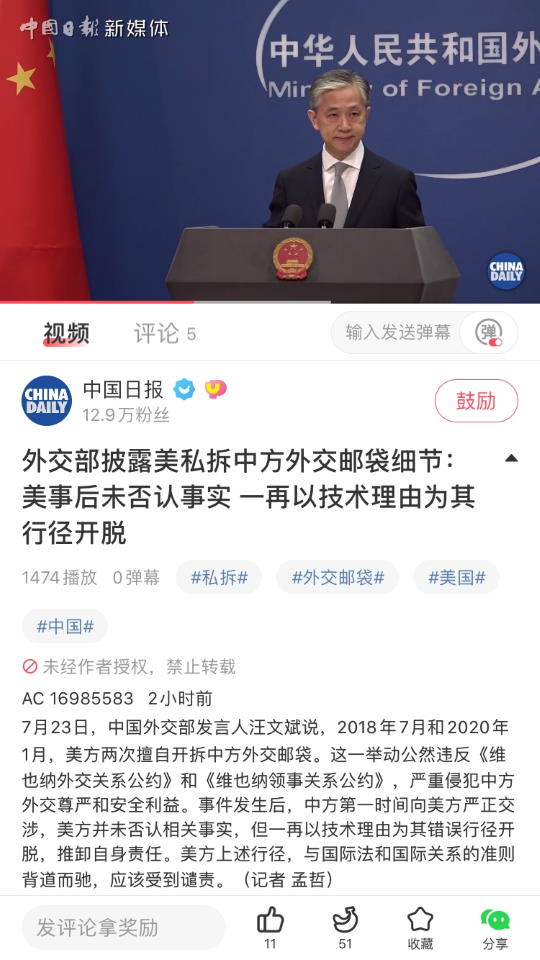 中国日报 新媒体
中华人民共和国外
Ministry of Foreign A
CHINA
DAILY
视频
评论 5
输入发送弹幕
弹
CHINA
DAILY
中国日报
12.9万粉丝
鼓励
外交部披露美私拆中方外交邮袋细节：
美事后未否认事实 一再以技术理由为其
行径开脱
1474播放 0弹幕 #私拆# #外交邮袋# #美国#
#中国#
未经作者授权，禁止转载
AC 16985583 2小时前
7月23日，中国外交部发言人汪文斌说，2018年7月和2020年
1月，美方两次擅自开拆中方外交邮袋。这一举动公然违反《维
也纳外交关系公约》和《维也纳领事关系公约》，严重侵犯中方
外交尊严和安全利益。事件发生后，中方第一时间向美方严正交
涉，美方并未否认相关事实，但一再以技术理由为其错误行径开
脱，推卸自身责任。美方上述行径，与国际法和国际关系的准则
背道而驰，应该受到谴责。（记者 孟哲）
发评论拿奖励
11
51
收藏
分享